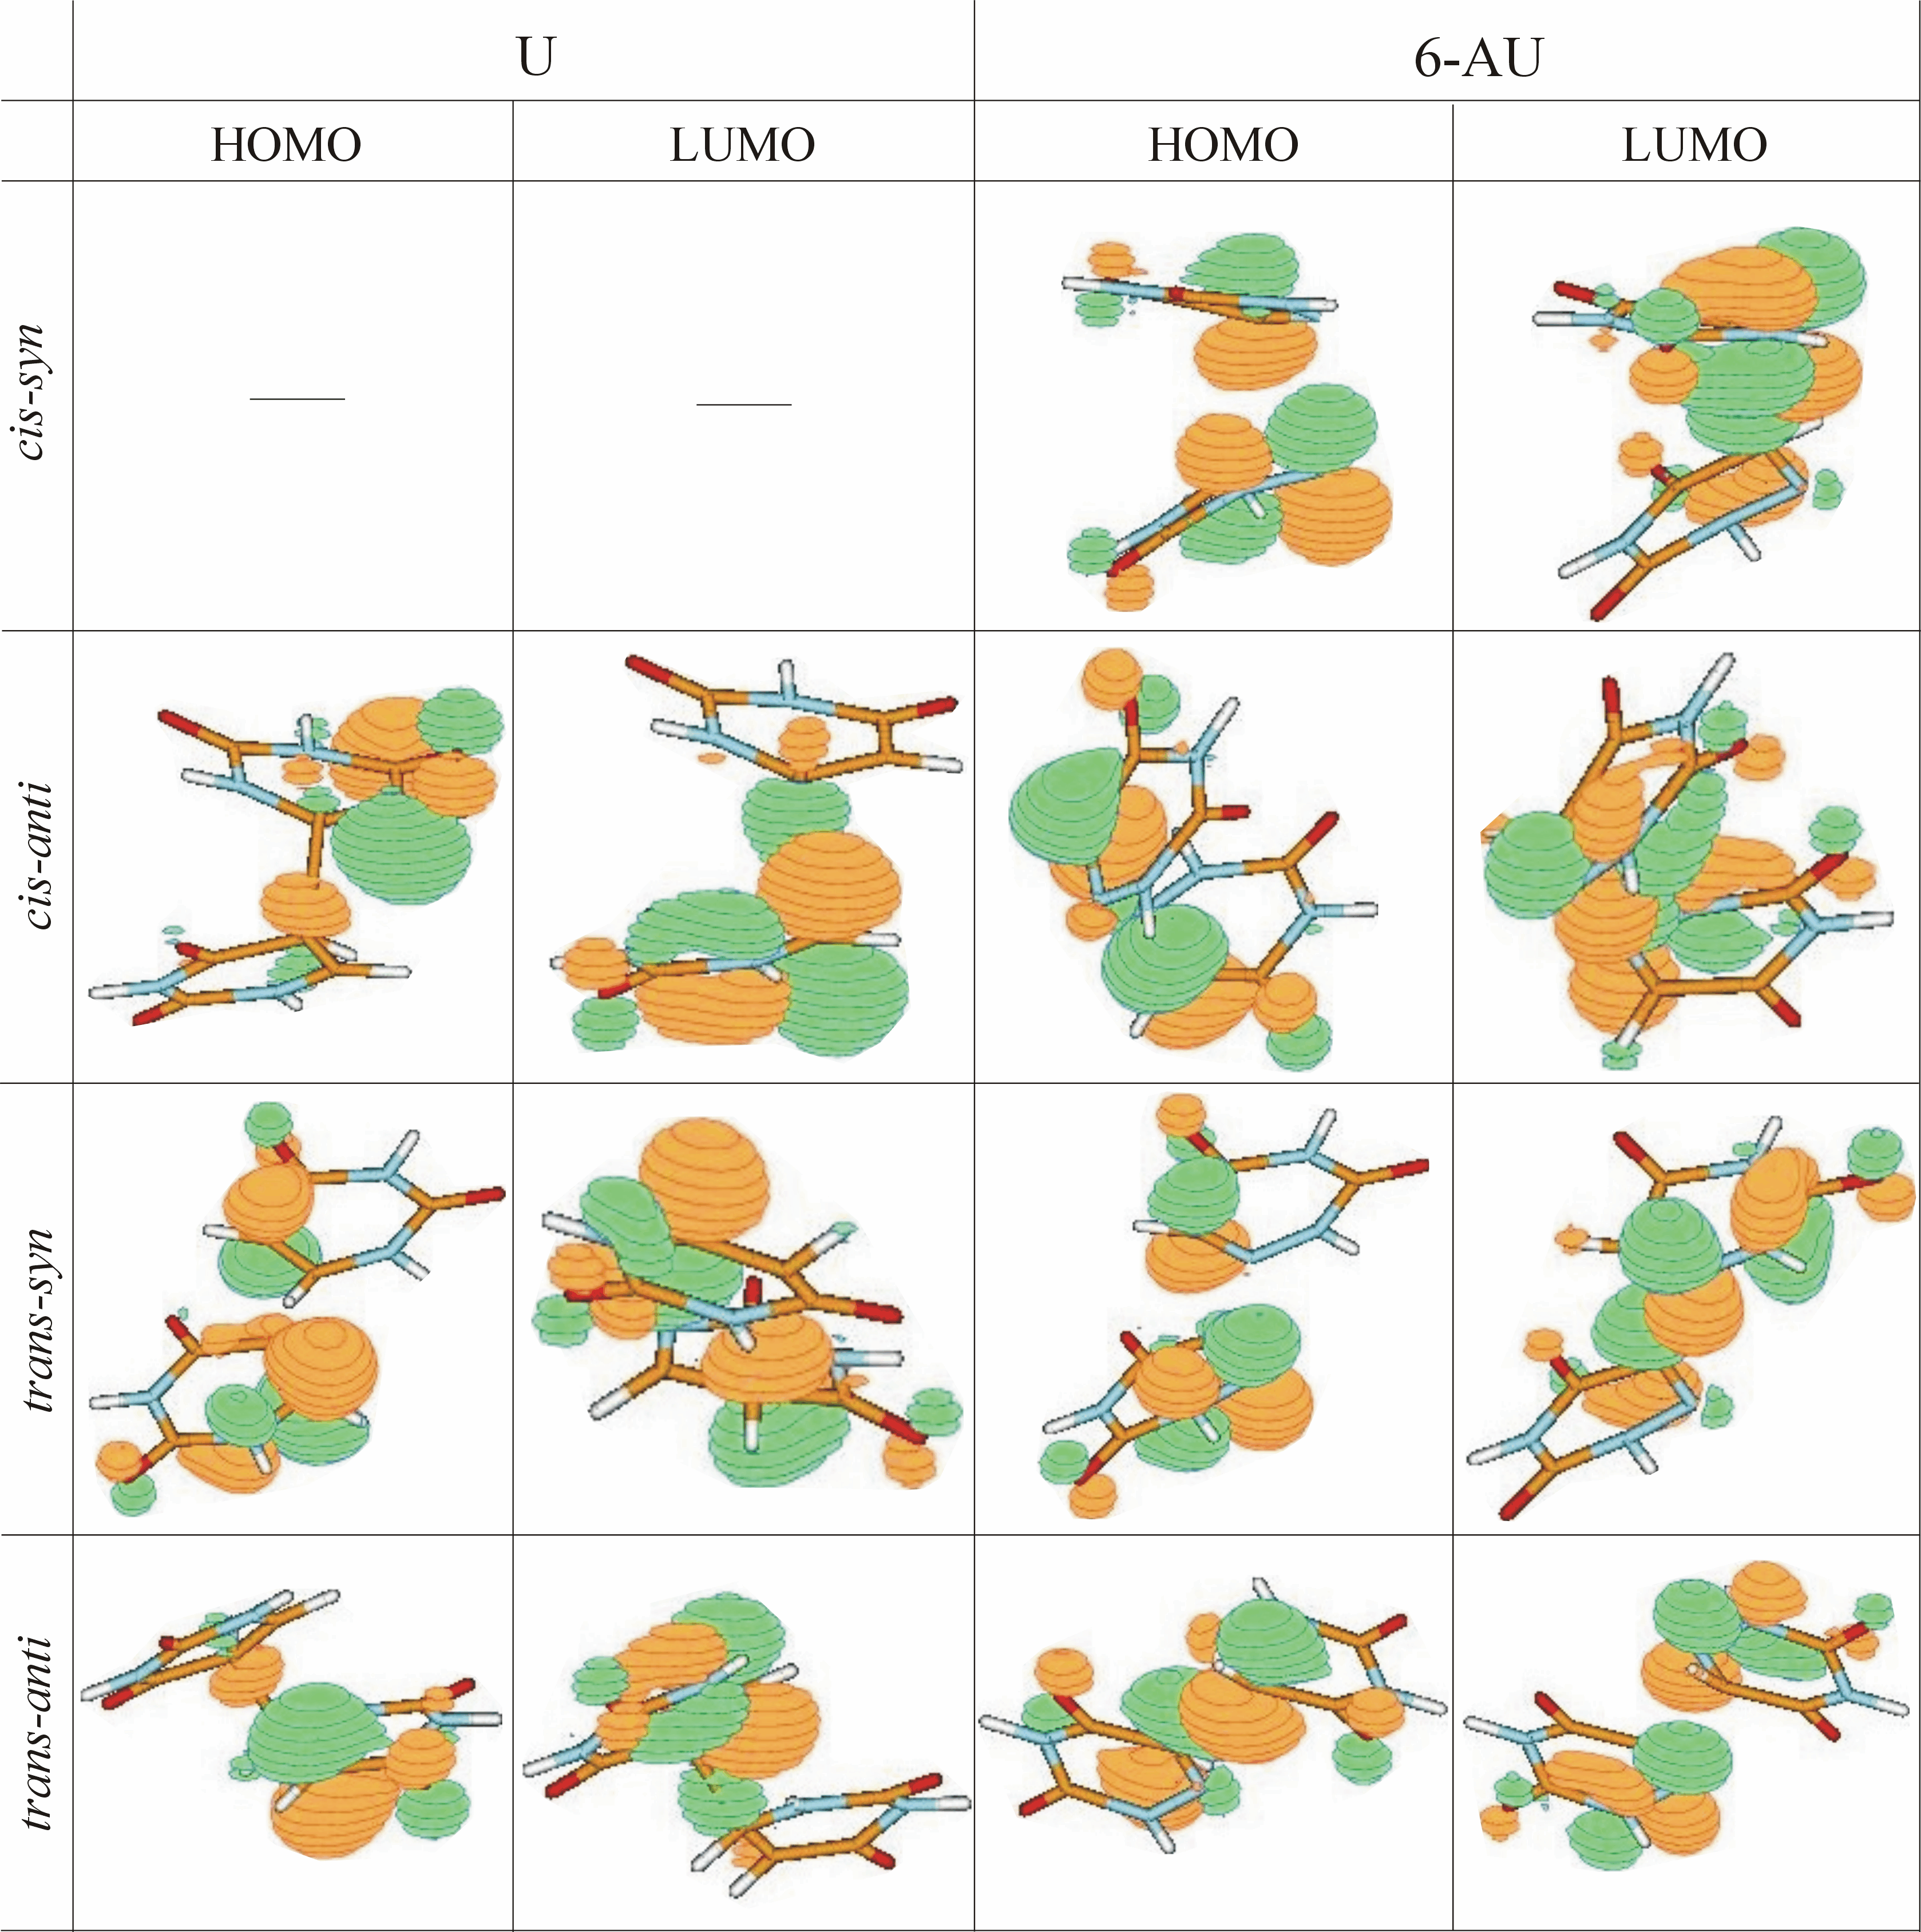 U
6-AU
HOMO
LUMO
HOMO
LUMO
cis-syn
cis-anti
trans-syn
trans-anti